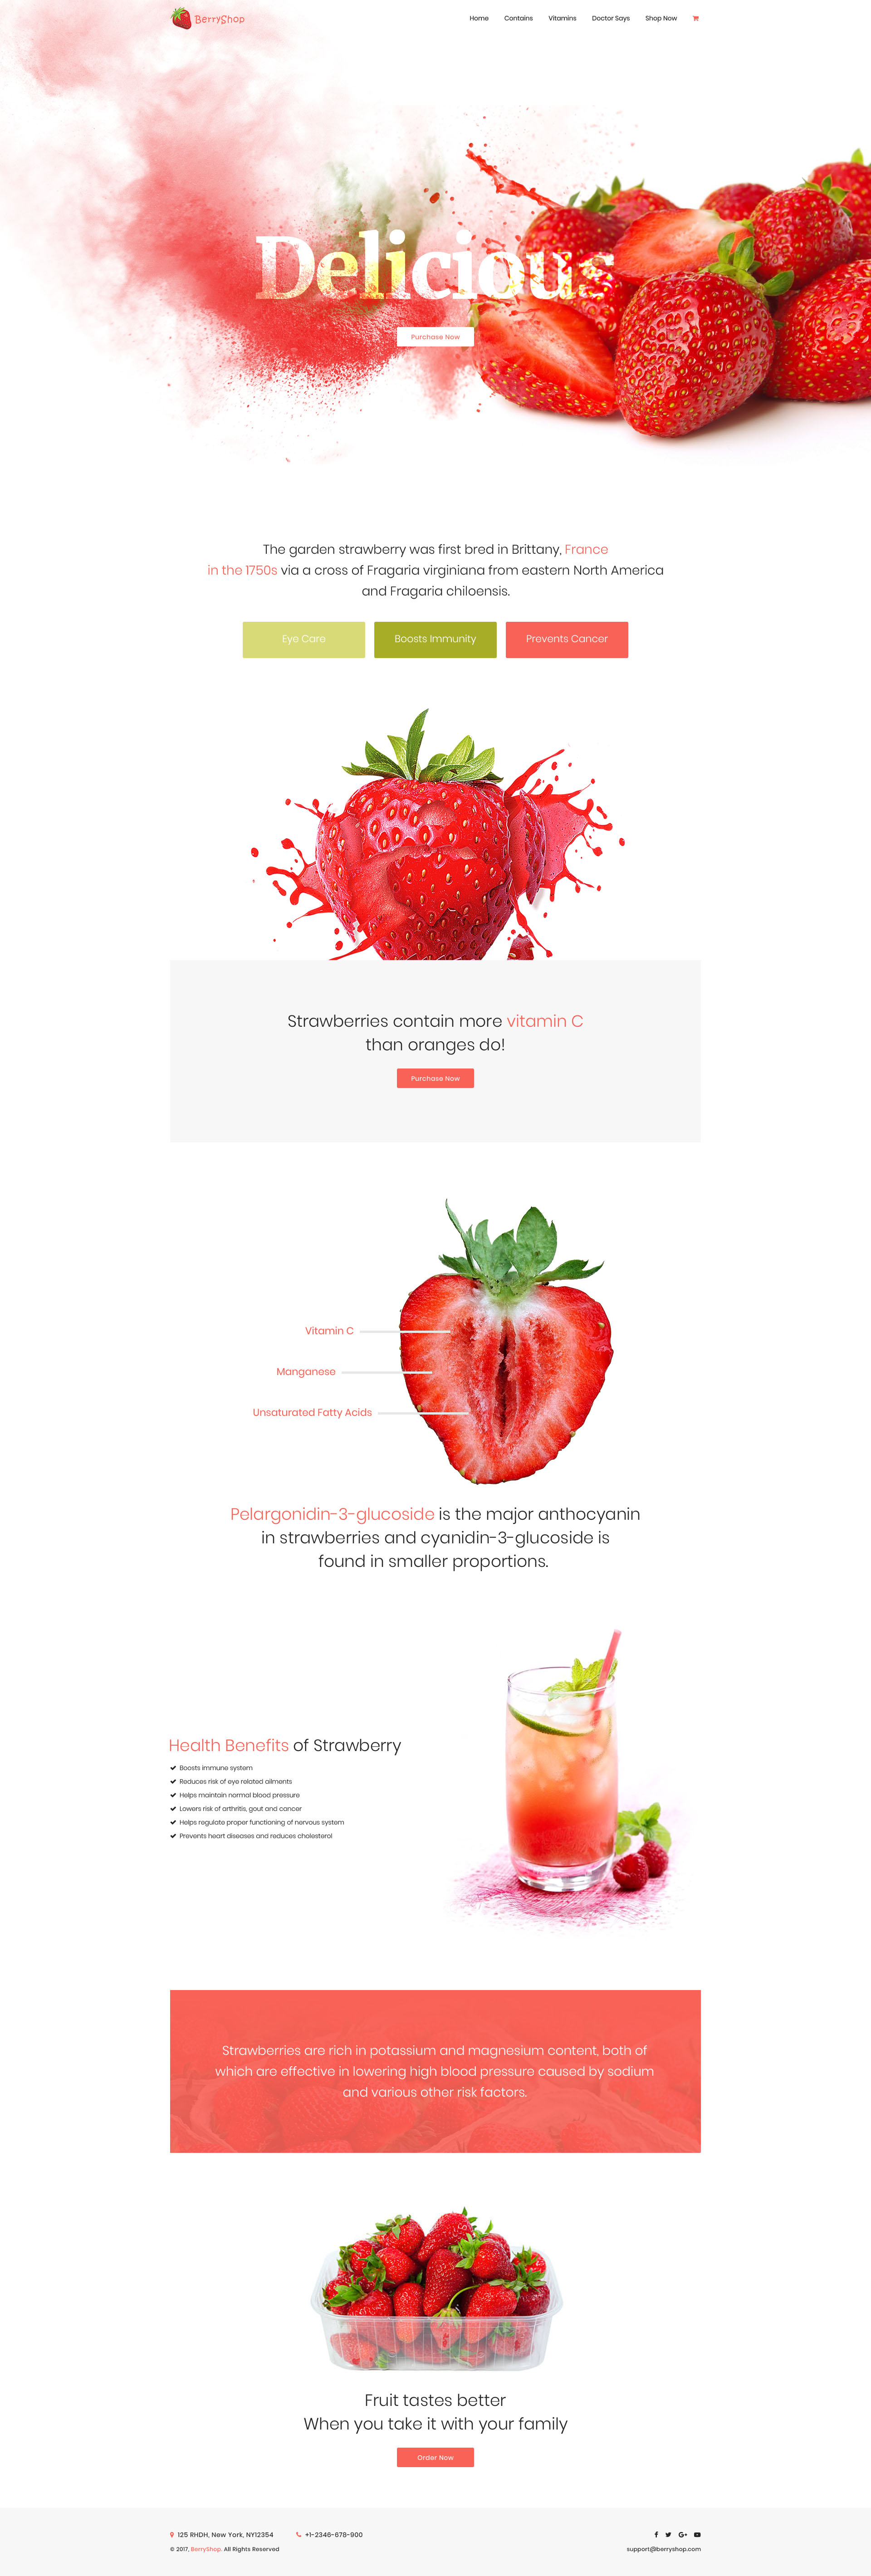 BerryShop
Home Contains Vitamins Doctor Says Shop Now
Delicious
Purchase Now
The garden strawberry was first bred in Brittany, France
in the 1750s via a cross of Fragaria virginiana from eastern North America
and Fragaria chiloensis.
Eye Care
Boosts Immunity
Prevents Cancer
Strawberries contain more vitamin C
than oranges do!
Purchase Now
Vitamin C
Manganese
Unsaturated Fatty Acids
Pelargonidin-3-glucoside is the major anthocyanin
in strawberries and cyanidin-3-glucoside is
found in smaller proportions.
Health Benefits of Strawberry
Boosts immune system
Reduces risk of eye related ailments
Helps maintain normal blood pressure
Lowers risk of arthritis, gout and cancer
Helps regulate proper functioning of nervous system
Prevents heart diseases and reduces cholesterol
Strawberries are rich in potassium and magnesium content, both of
which are effective in lowering high blood pressure caused by sodium
and various other risk factors.
Fruit tastes better
When you take it with your family
Order Now
125 RHDH, New York, NY12354
+1-2346-678-900
© 2017, BerryShop. All Rights Reserved
support@berryshop.com